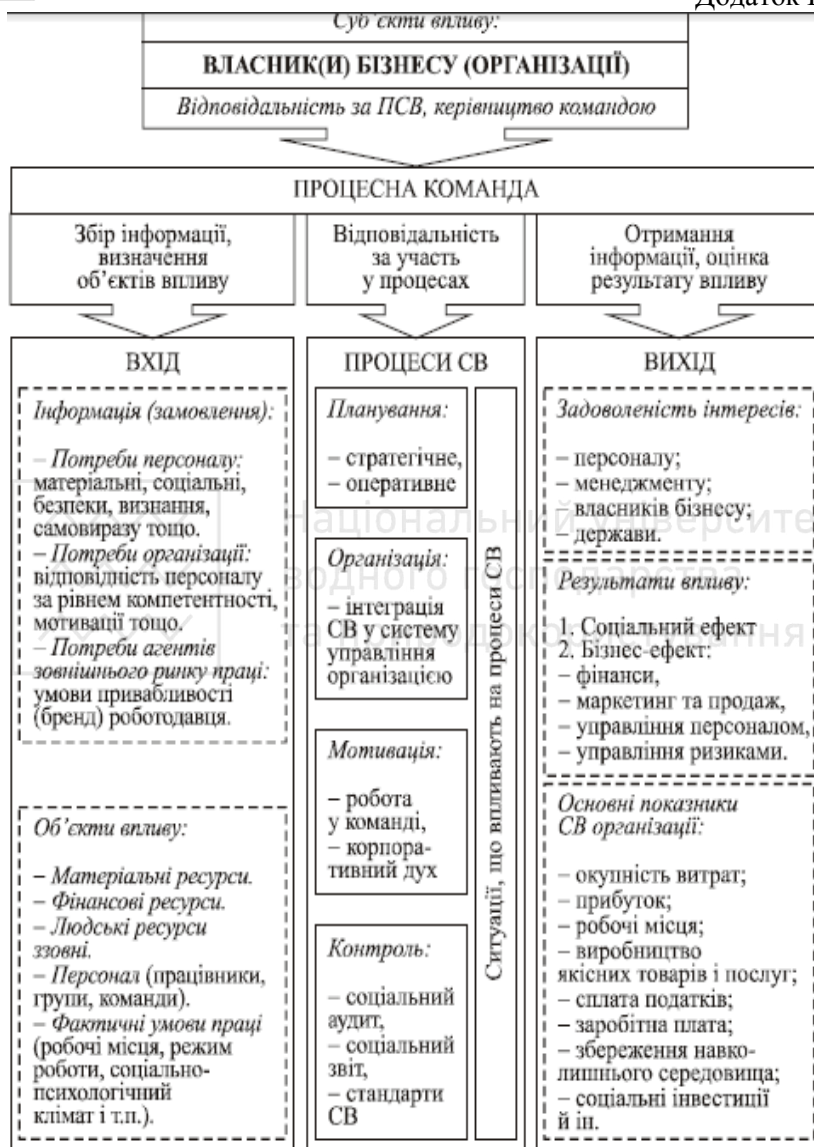 Додаток
Суб’єкти впливу:
ВЛАСНИК(И) БІЗНЕСУ (ОРГАНІЗАЦІЇ)
Відповідальність за ПСВ, керівництво командою
ПРОЦЕСНА КОМАНДА
Збір інформації,
визначення
об’єктів впливу
Відповідальність
за участь
у процесах
Отримання
інформації, оцінка
результату впливу
ВХІД
Інформація (замовлення):
– Потреби персоналу:
матеріальні, соціальні,
безпеки, визнання,
самовиразу тощо.
– Потреби організації:
відповідність персоналу
за рівнем компетентності,
мотивації тощо.
– Потреби агентів
зовнішнього ринку праці:
умови привабливості
(бренд) роботодавця.
Об’єкти впливу:
– Матеріальні ресурси.
– Фінансові ресурси.
– Людські ресурси
ззовні.
– Персонал (працівники,
групи, команди).
– Фактичні умови праці
(робочі місця, режим
роботи, соціально-
психологічний
клімат і т.п.).
ПРОЦЕСИ СВ
Планування:
– стратегічне,
– оперативне
Організація:
– інтеграція
СВ у систему
управління
організацією
Мотивація:
– робота
у команді,
– корпора-
тивний дух
Контроль:
– соціальний
аудит,
– соціальний
звіт,
– стандарти
СВ
Ситуації, що впливають на процеси СВ
ВИХІД
Задоволеність інтересів:
– персоналу;
– менеджменту;
– власників бізнесу;
– держави.
Результати впливу:
1. Соціальний ефект
2. Бізнес-ефект:
– фінанси,
– маркетинг та продаж,
– управління персоналом,
– управління ризиками.
Основні показники
СВ організації:
– окупність витрат;
– прибуток;
– робочі місця;
– виробництво
якісних товарів і послуг;
– сплата податків;
– заробітна плата;
– збереження навко-
лишнього середовища;
– соціальні інвестиції
й ін.
Національний університе
водного господарства